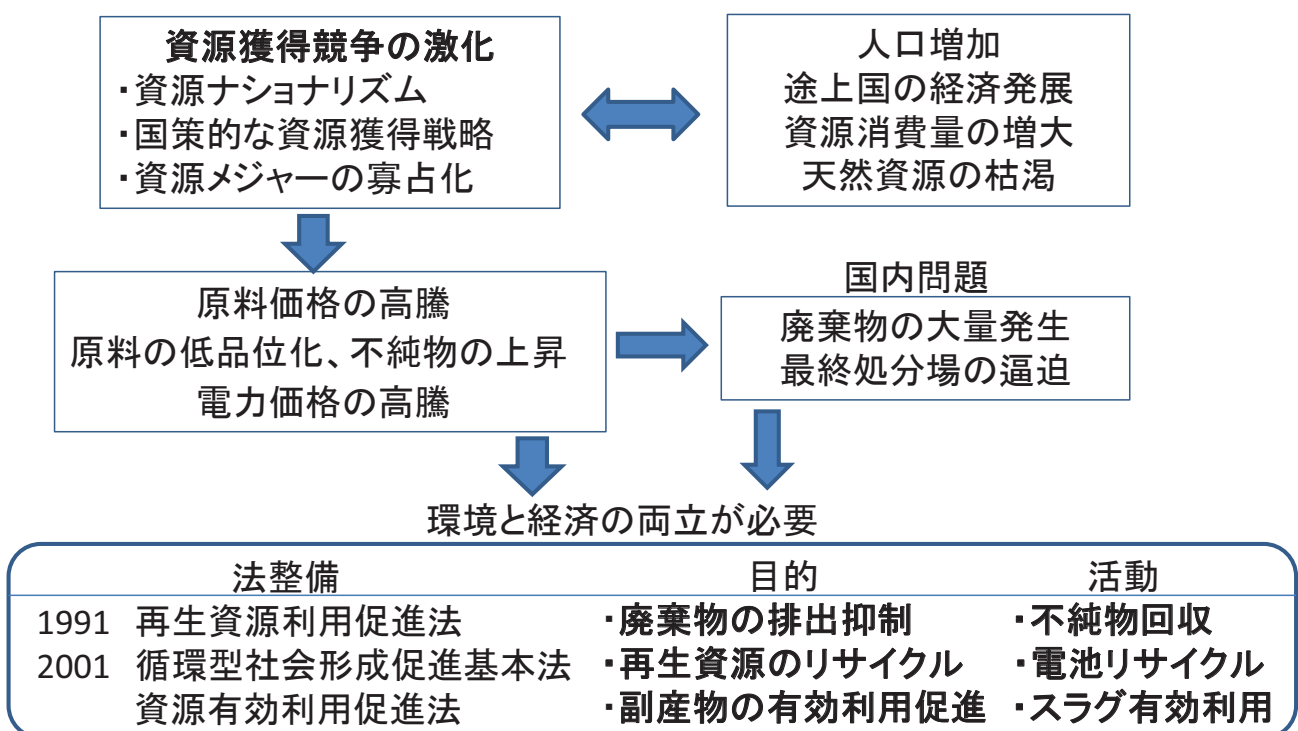 資源獲得競争の激化
・資源ナショナリズム
・国策的な資源獲得戦略
・資源メジャーの寡占化
人口増加
途上国の経済発展
資源消費量の増大
天然資源の枯渇
原料価格の高騰
原料の低品位化、不純物の上昇
電力価格の高騰
国内問題
廃棄物の大量発生
最終処分場の逼迫
環境と経済の両立が必要
法整備 目的 活動
1991 再生資源利用促進法 ・廃棄物の排出抑制 ・不純物回収
2001 循環型社会形成促進基本法 ・再生資源のリサイクル ・電池リサイクル
資源有効利用促進法 ・副産物の有効利用促進 ・スラグ有効利用